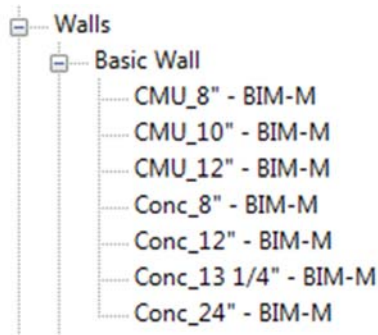 Walls
Basic Wall
CMU_8" - BIM-M
CMU_10" - BIM-M
CMU_12" - BIM-M
Conc_8" - BIM-M
Conc_12" - BIM-M
Conc_13 1/4" - BIM-M
Conc_24" - BIM-M